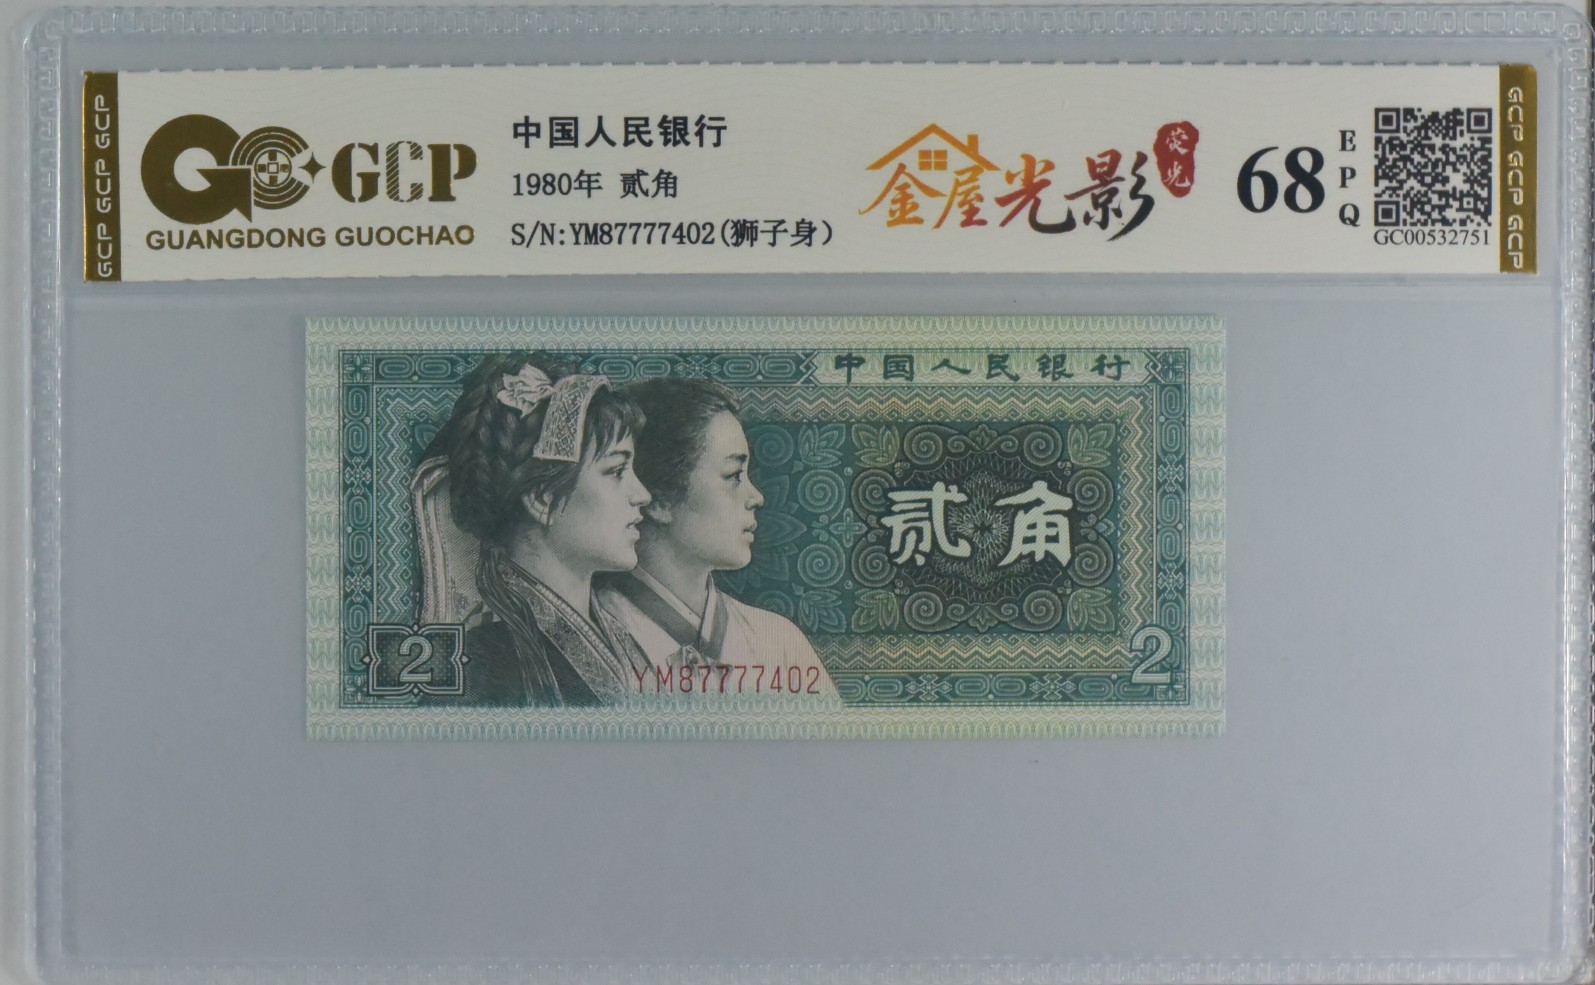 GCP GCP GCP
GCP
GUANGDONG GUOCHAO
中国人民银行
1980年 贰角
S/N:YM87777402(狮子身)
金屋光影
荧光
68
EPQ
GC00532751
GCP GCP GCP
中国人民银行
贰角
2
YM87777402
2